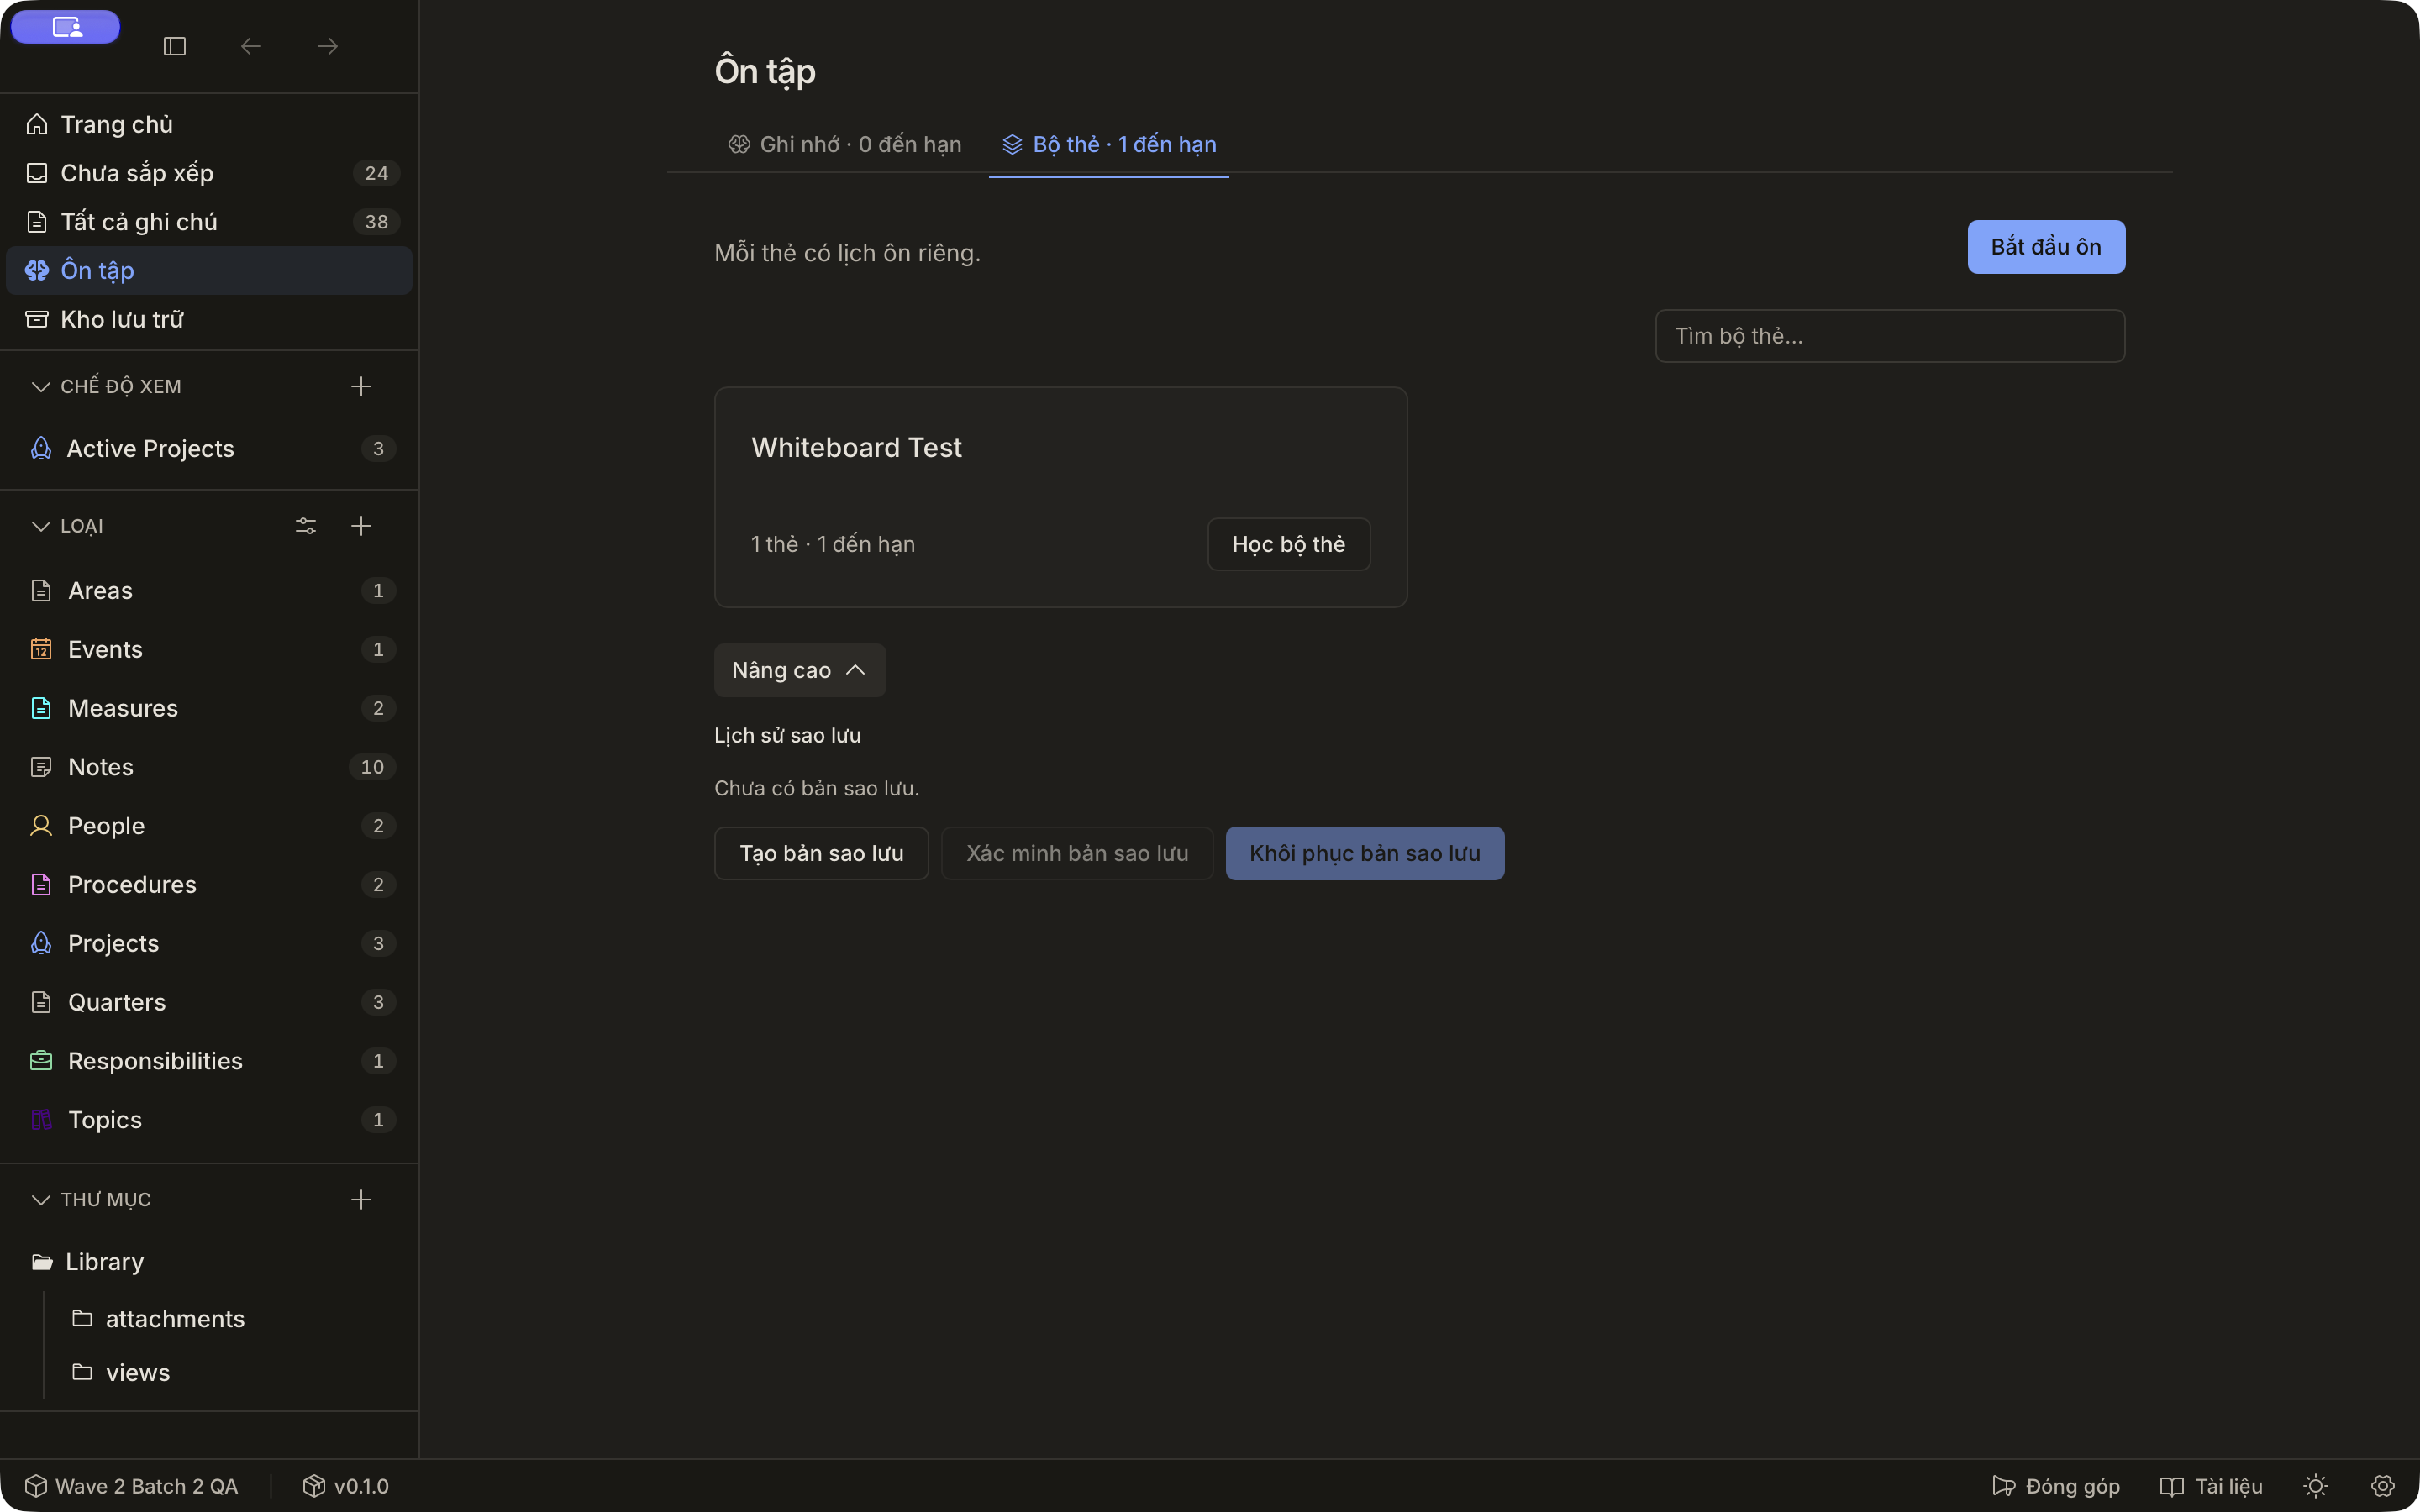 Trang chủ
Chưa sắp xếp 24
Tất cả ghi chú 38
Ôn tập
Kho lưu trữ
CHẾ ĐỘ XEM
Active Projects 3
LOẠI
Areas 1
Events 1
12
Measures 2
Notes 10
People 2
Procedures 2
Projects 3
Quarters 3
Responsibilities 1
Topics 1
THƯ MỤC
Library
attachments
views
Ôn tập
Ghi nhớ · 0 đến hạn
Bộ thẻ · 1 đến hạn
Mỗi thẻ có lịch ôn riêng.
Bắt đầu ôn
Tìm bộ thẻ...
Whiteboard Test
1 thẻ · 1 đến hạn
Học bộ thẻ
Nâng cao
Lịch sử sao lưu
Chưa có bản sao lưu.
Tạo bản sao lưu
Xác minh bản sao lưu
Khôi phục bản sao lưu
Wave 2 Batch 2 QA
v0.1.0
Đóng góp
Tài liệu